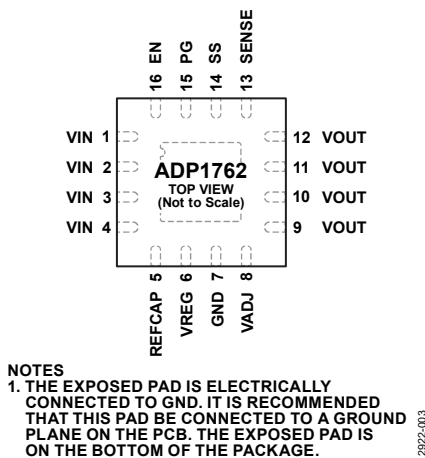 16 EN
15 PG
14 SS
13 SENSE
VIN 1
VIN 2
VIN 3
VIN 4
ADP1762
TOP VIEW
(Not to Scale)
12 VOUT
11 VOUT
10 VOUT
9 VOUT
REFCAP 5
VREG 6
GND 7
VADJ 8
NOTES
1. THE EXPOSED PAD IS ELECTRICALLY
CONNECTED TO GND. IT IS RECOMMENDED
THAT THIS PAD BE CONNECTED TO A GROUND
PLANE ON THE PCB. THE EXPOSED PAD IS
ON THE BOTTOM OF THE PACKAGE.
2922-003